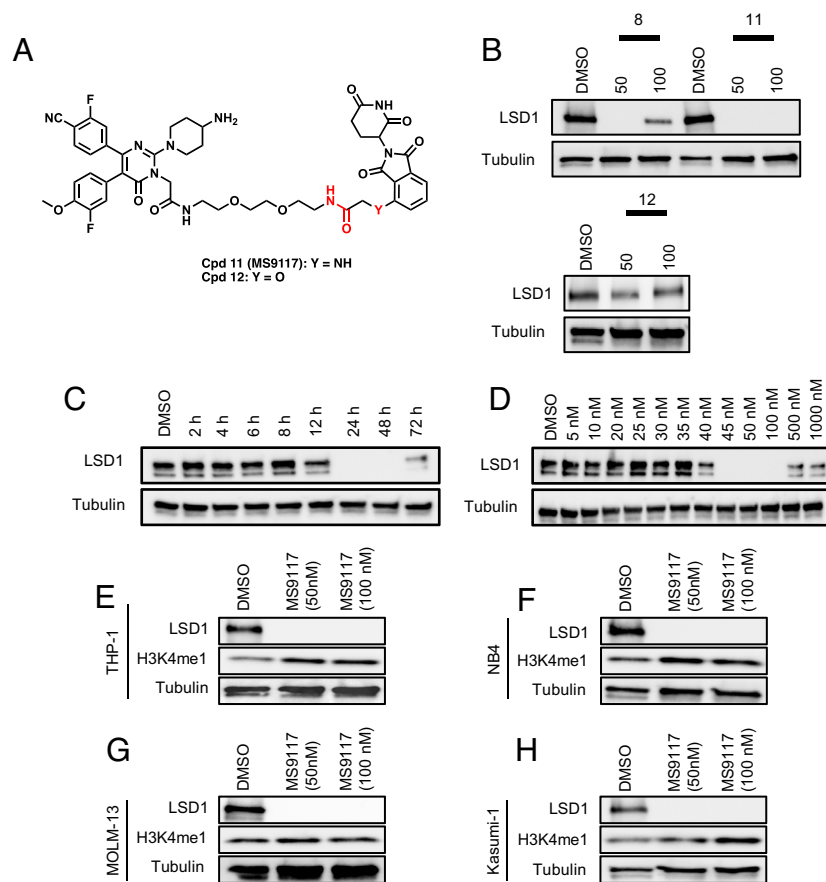 A
NC
F
NH2
N
N
N
O
O
F
O
N
H
O
O
H
N
O
Y
O
NH
O
O
N
O
Cpd 11 (MS9117): Y = NH
Cpd 12: Y = O
B
8
11
DMSO
50
100
DMSO
50
100
LSD1
Tubulin
12
DMSO
50
100
LSD1
Tubulin
C
DMSO
2 h
4 h
6 h
8 h
12 h
24 h
48 h
72 h
LSD1
Tubulin
D
DMSO
5 nM
10 nM
20 nM
25 nM
30 nM
35 nM
40 nM
45 nM
50 nM
100 nM
500 nM
1000 nM
LSD1
Tubulin
E
THP-1
DMSO
MS9117
(50nM)
MS9117
(100 nM)
LSD1
H3K4me1
Tubulin
F
NB4
DMSO
MS9117
(50nM)
MS9117
(100 nM)
LSD1
H3K4me1
Tubulin
G
MOLM-13
DMSO
MS9117
(50nM)
MS9117
(100 nM)
LSD1
H3K4me1
Tubulin
H
Kasumi-1
DMSO
MS9117
(50nM)
MS9117
(100 nM)
LSD1
H3K4me1
Tubulin